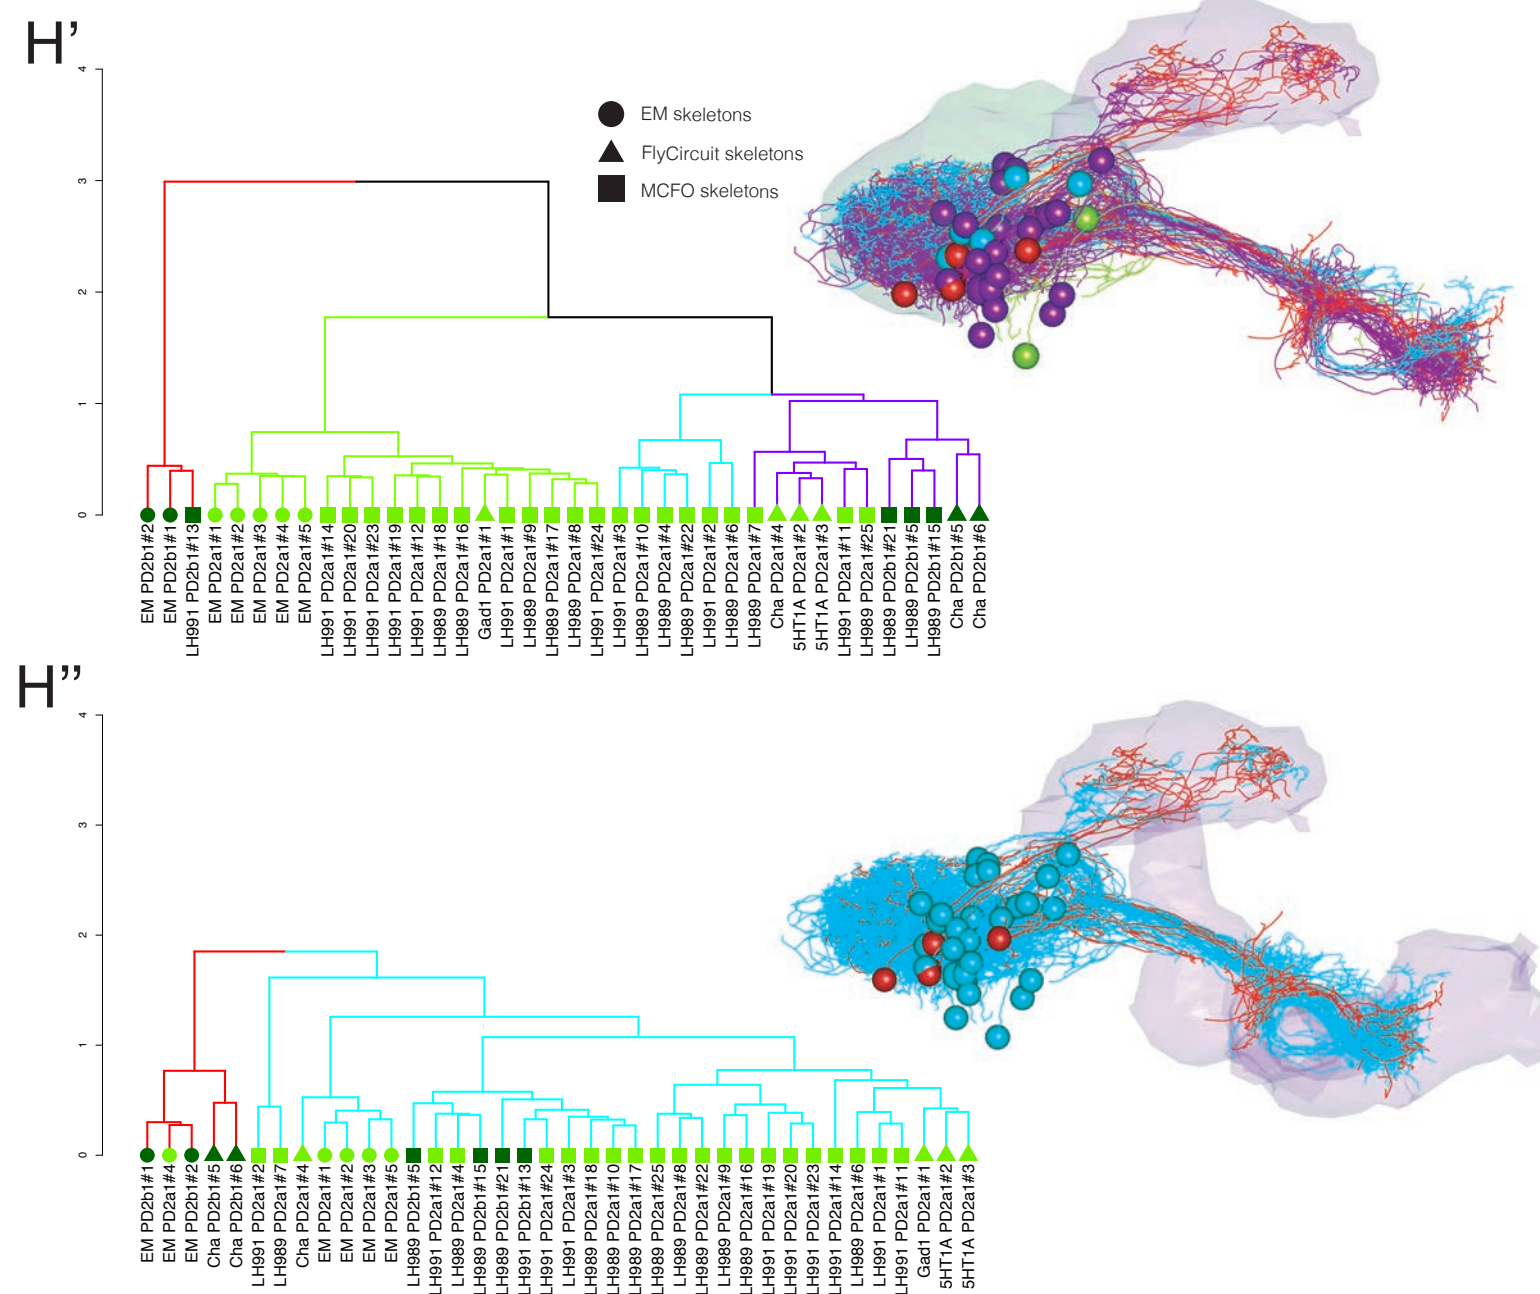 H’
4
3
2
1
0
EM skeletons
FlyCircuit skeletons
MCFO skeletons
EM PD2b1#2
EM PD2b1#1
LH991 PD2b1#13
EM PD2a1#1
EM PD2a1#2
EM PD2a1#3
EM PD2a1#4
EM PD2a1#5
LH991 PD2a1#14
LH991 PD2a1#20
LH991 PD2a1#23
LH991 PD2a1#19
LH991 PD2a1#12
LH989 PD2a1#18
LH989 PD2a1#16
Gad1 PD2a1#1
LH991 PD2a1#1
LH989 PD2a1#9
LH989 PD2a1#17
LH989 PD2a1#8
LH991 PD2a1#24
LH991 PD2a1#3
LH989 PD2a1#10
LH989 PD2a1#4
LH989 PD2a1#22
LH991 PD2a1#2
LH989 PD2a1#6
LH989 PD2a1#7
Cha PD2a1#4
5HT1A PD2a1#2
5HT1A PD2a1#3
LH991 PD2a1#11
LH989 PD2a1#25
LH989 PD2b1#21
LH989 PD2b1#5
LH989 PD2b1#15
Cha PD2b1#5
Cha PD2b1#6
H”
4
3
2
1
0
EM PD2b1#1
EM PD2a1#4
EM PD2b1#2
Cha PD2b1#5
Cha PD2b1#6
LH991 PD2a1#2
LH989 PD2a1#7
Cha PD2a1#4
EM PD2a1#1
EM PD2a1#2
EM PD2a1#3
EM PD2a1#5
LH989 PD2b1#5
LH991 PD2a1#12
LH989 PD2a1#4
LH989 PD2b1#15
LH989 PD2b1#21
LH991 PD2b1#13
LH991 PD2a1#24
LH991 PD2a1#3
LH989 PD2a1#18
LH989 PD2a1#10
LH989 PD2a1#17
LH989 PD2a1#25
LH989 PD2a1#8
LH989 PD2a1#22
LH989 PD2a1#9
LH989 PD2a1#16
LH991 PD2a1#19
LH991 PD2a1#20
LH991 PD2a1#23
LH991 PD2a1#14
LH989 PD2a1#6
LH991 PD2a1#1
LH991 PD2a1#11
Gad1 PD2a1#1
5HT1A PD2a1#2
5HT1A PD2a1#3